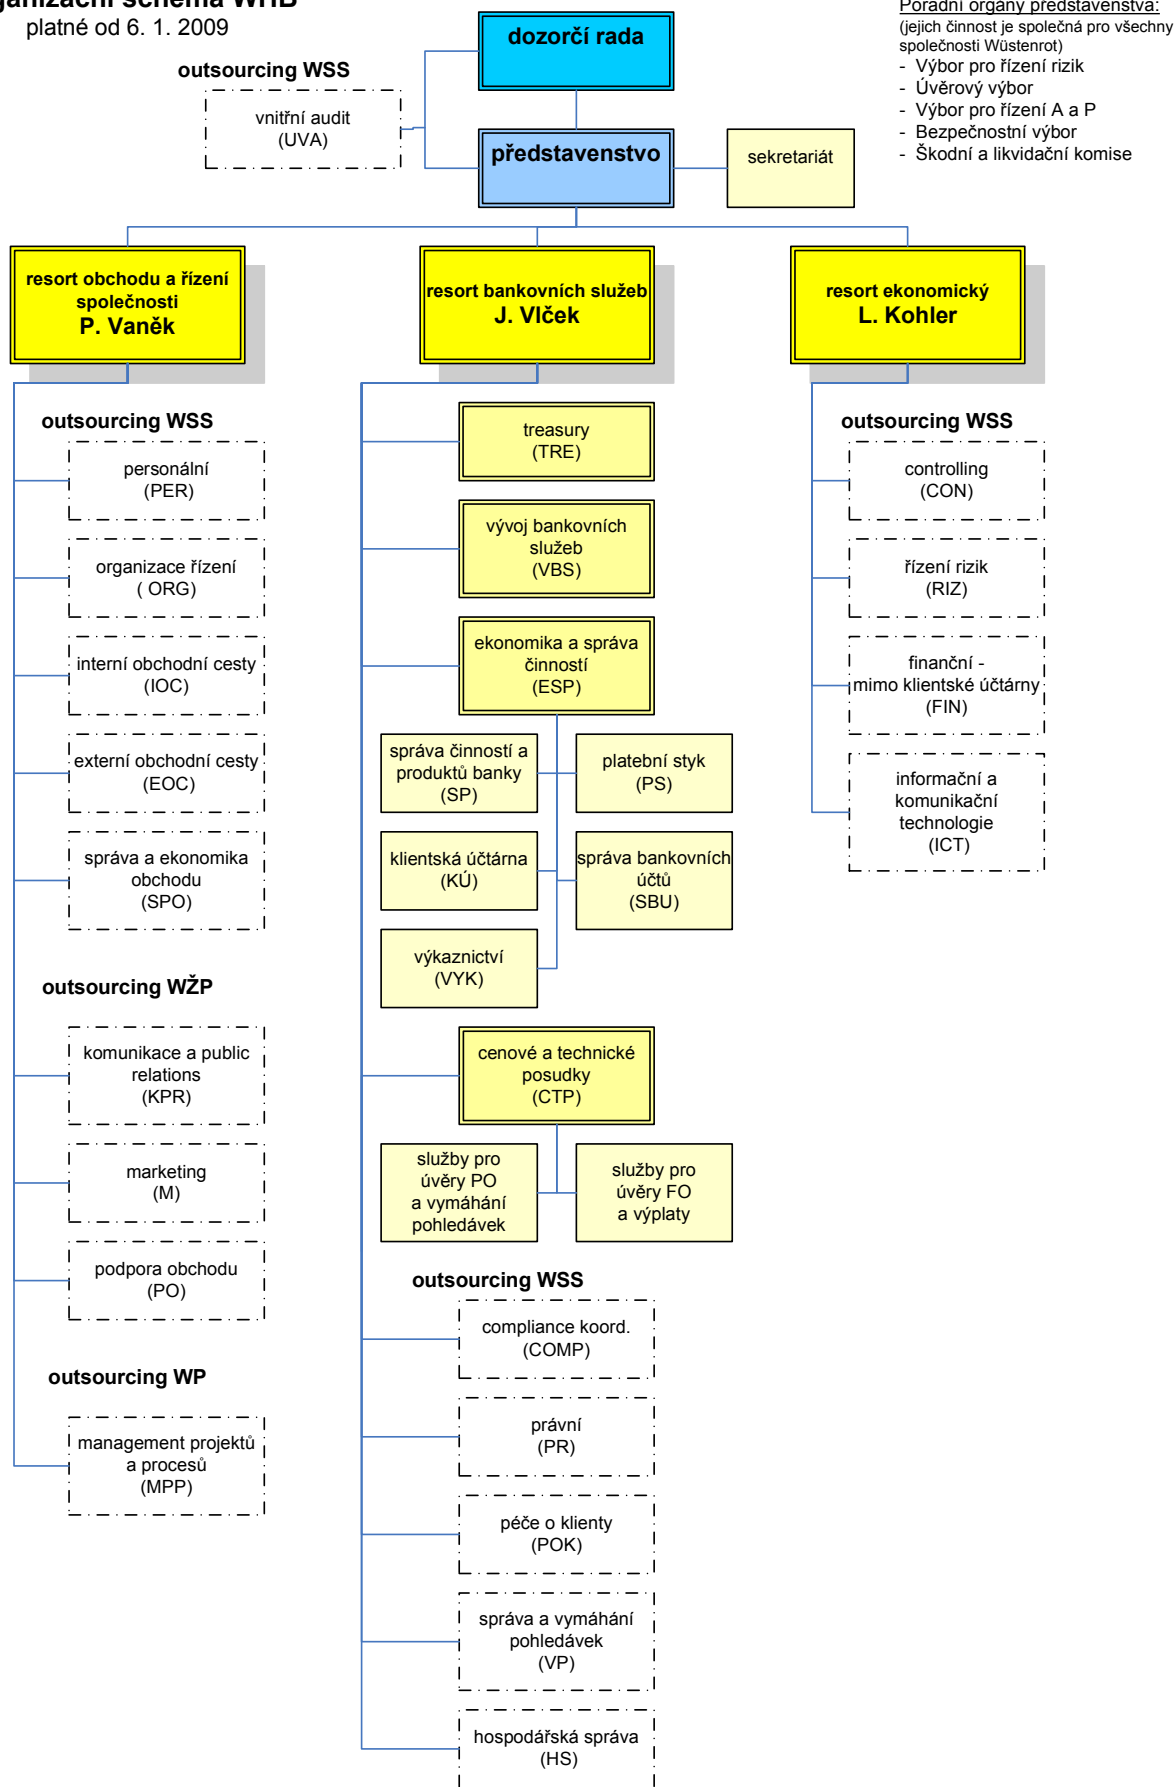 ganizační schéma WHB
platné od 6. 1. 2009
Poradní orgány představenstva:
(jejich činnost je společná pro všechny
společnosti Wüstenrot)
- Výbor pro řízení rizik
- Úvěrový výbor
- Výbor pro řízení A a P
- Bezpečnostní výbor
- Škodní a likvidační komise
dozorčí rada
outsourcing WSS
vnitřní audit
(UVA)
představenstvo
sekretariát
resort obchodu a řízení
společnosti
P. Vaněk
resort bankovních služeb
J. Vlček
resort ekonomický
L. Kohler
outsourcing WSS
personální
(PER)
organizace řízení
( ORG)
interní obchodní cesty
(IOC)
externí obchodní cesty
(EOC)
správa a ekonomika
obchodu
(SPO)
outsourcing WŽP
komunikace a public
relations
(KPR)
marketing
(M)
podpora obchodu
(PO)
outsourcing WP
management projektů
a procesů
(MPP)
treasury
(TRE)
vývoj bankovních
služeb
(VBS)
ekonomika a správa
činností
(ESP)
správa činností a
produktů banky
(SP)
platební styk
(PS)
klientská účtárna
(KÚ)
správa bankovních
účtů
(SBU)
výkaznictví
(VYK)
cenové a technické
posudky
(CTP)
služby pro
úvěry PO
a vymáhání
pohledávek
služby pro
úvěry FO
a výplaty
outsourcing WSS
compliance koord.
(COMP)
právní
(PR)
péče o klienty
(POK)
správa a vymáhání
pohledávek
(VP)
hospodářská správa
(HS)
outsourcing WSS
controlling
(CON)
řízení rizik
(RIZ)
finanční -
mimo klientské účtárny
(FIN)
informační a
komunikační
technologie
(ICT)